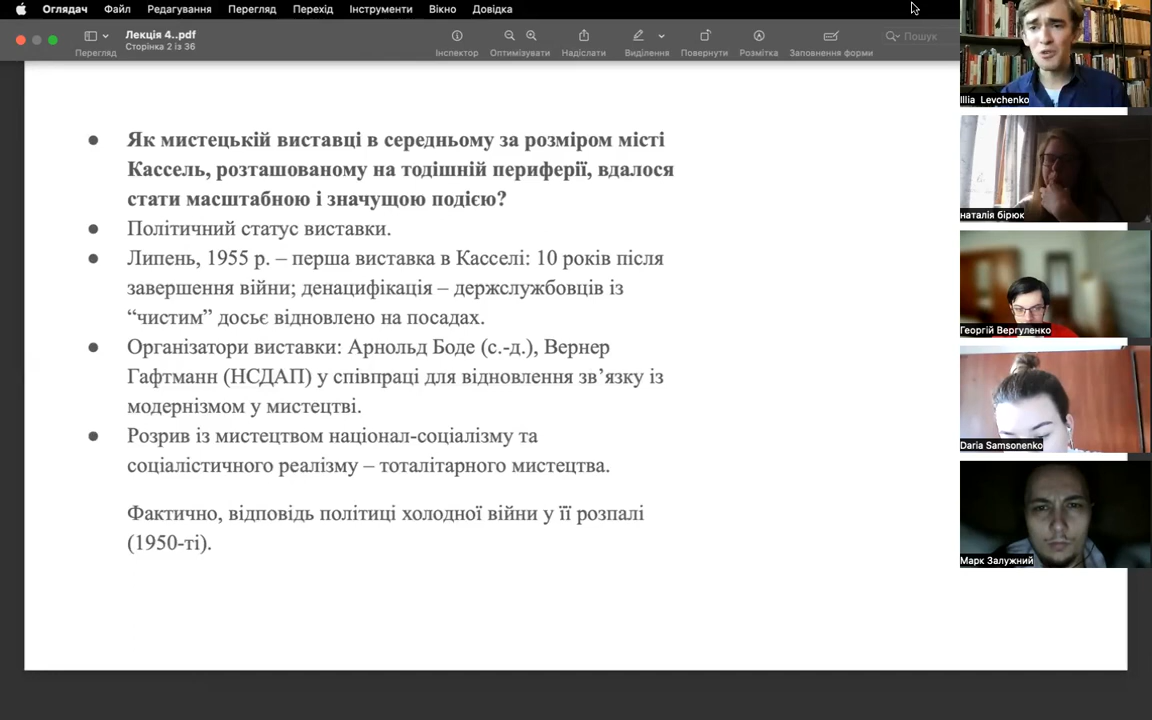 Оглядач Файл Редагування Перегляд Перехід Інструменти Вікно Довідка
Лекція 4..pdf
Сторінка 2 із 36
Перегляд
Інспектор Оптимізувати Надіслати Виділення Повернути Розмітка Заповнення форми
Пошук
● Як мистецькій виставці в середньому за розміром місті
Кассель, розташованому на тодішній периферії, вдалося
стати масштабною і значущою подією?
● Політичний статус виставки.
● Липень, 1955 р. – перша виставка в Касселі: 10 років після
завершення війни; денацифікація – держслужбовців із
“чистим” досьє відновлено на посадах.
● Організатори виставки: Арнольд Боде (с.-д.), Вернер
Гафтманн (НСДАП) у співпраці для відновлення зв’язку із
модернізмом у мистецтві.
● Розрив із мистецтвом націонал-соціалізму та
соціалістичного реалізму – тоталітарного мистецтва.
Фактично, відповідь політиці холодної війни у її розпалі
(1950-ті).
Illia Levchenko
наталія бірюк
Георгій Вергуленко
Daria Samsonenko
Марк Залужний